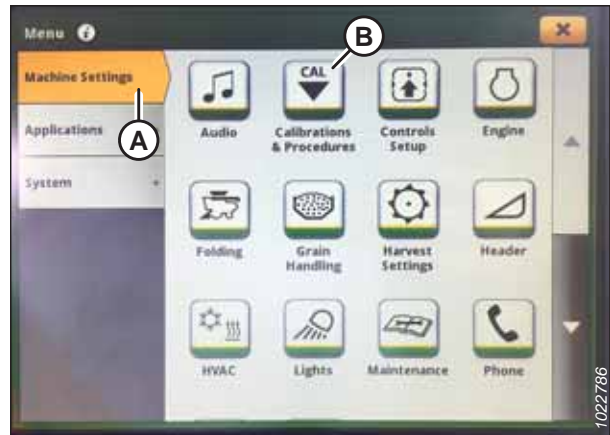 Menu i
B
Machine Settings
CAL
A
Audio
Calibrations
& Procedures
Controls
Setup
Engine
Applications
System
Folding
Grain
Handling
Harvest
Settings
Header
HVAC
Lights
Maintenance
Phone
1022786